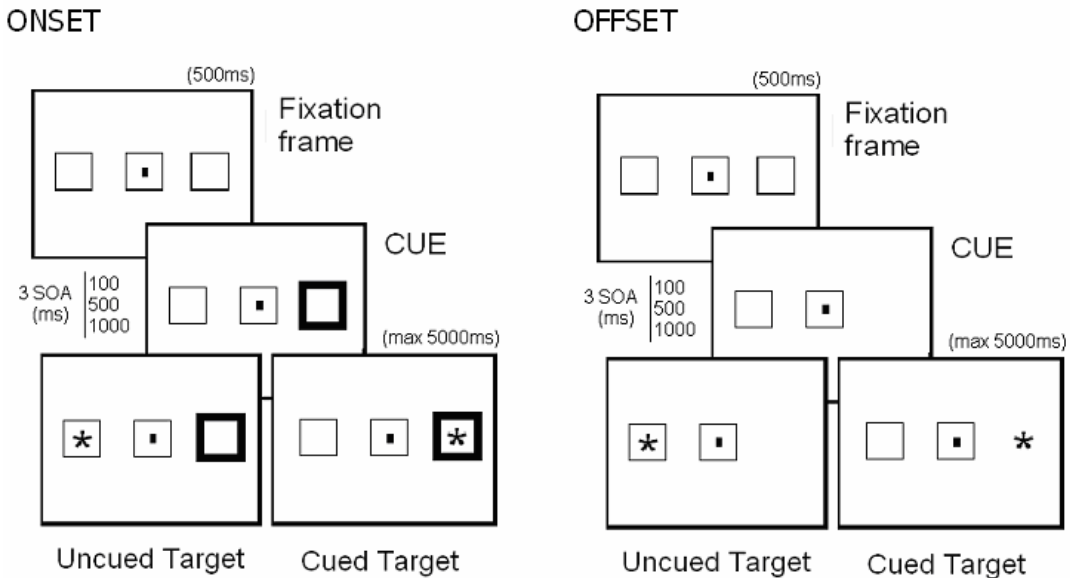 ONSET
(500ms)
Fixation
frame
CUE
3 SOA
(ms)
100
500
1000
(max 5000ms)
*
*
Uncued Target
Cued Target
OFFSET
(500ms)
Fixation
frame
CUE
3 SOA
(ms)
100
500
1000
(max 5000ms)
*
*
Uncued Target
Cued Target